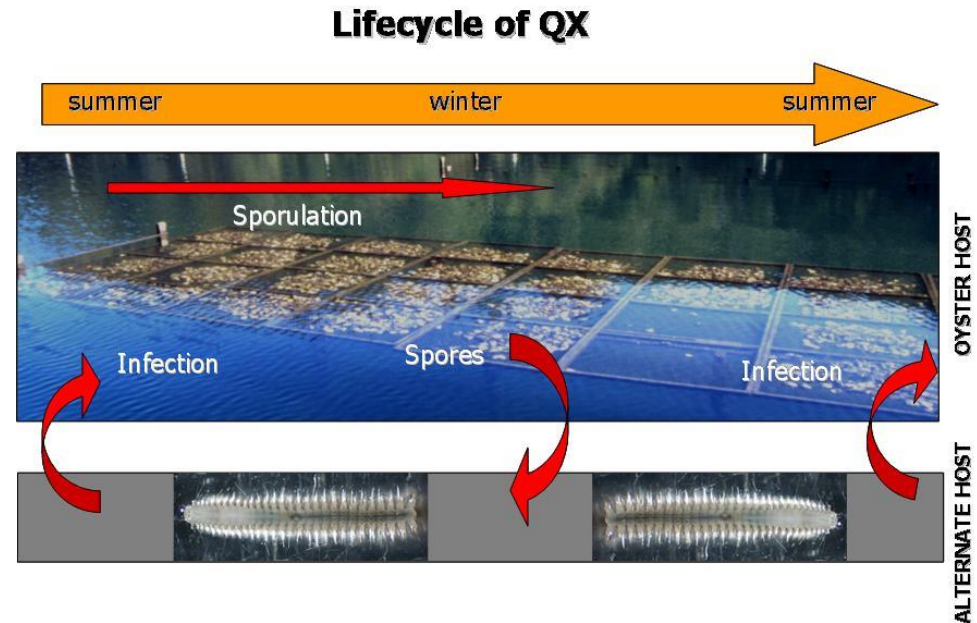 Lifecycle of QX
summer
winter
summer
Sporulation
Infection
Spores
Infection
OYSTER HOST
ALTERNATE HOST